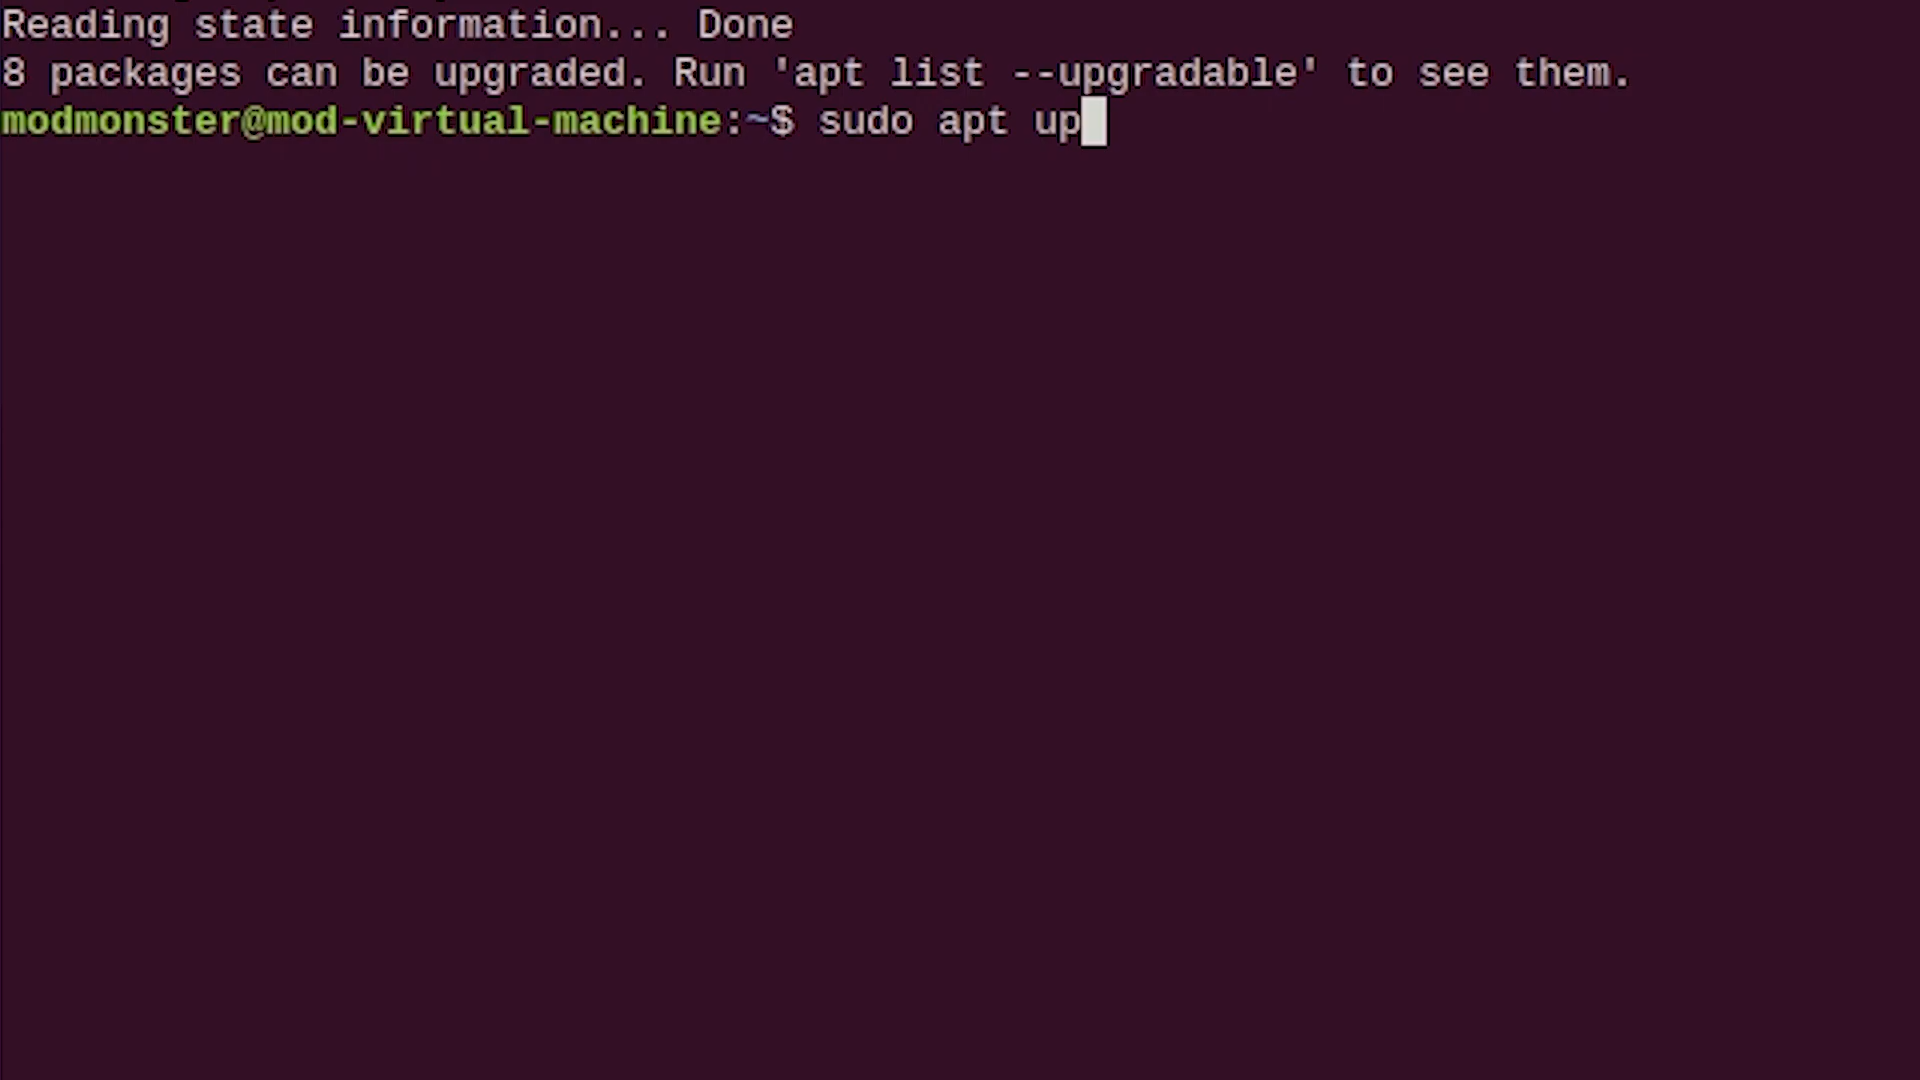 Reading state information... Done
8 packages can be upgraded. Run 'apt list --upgradable' to see them.
modmonster@mod-virtual-machine:~$ sudo apt up